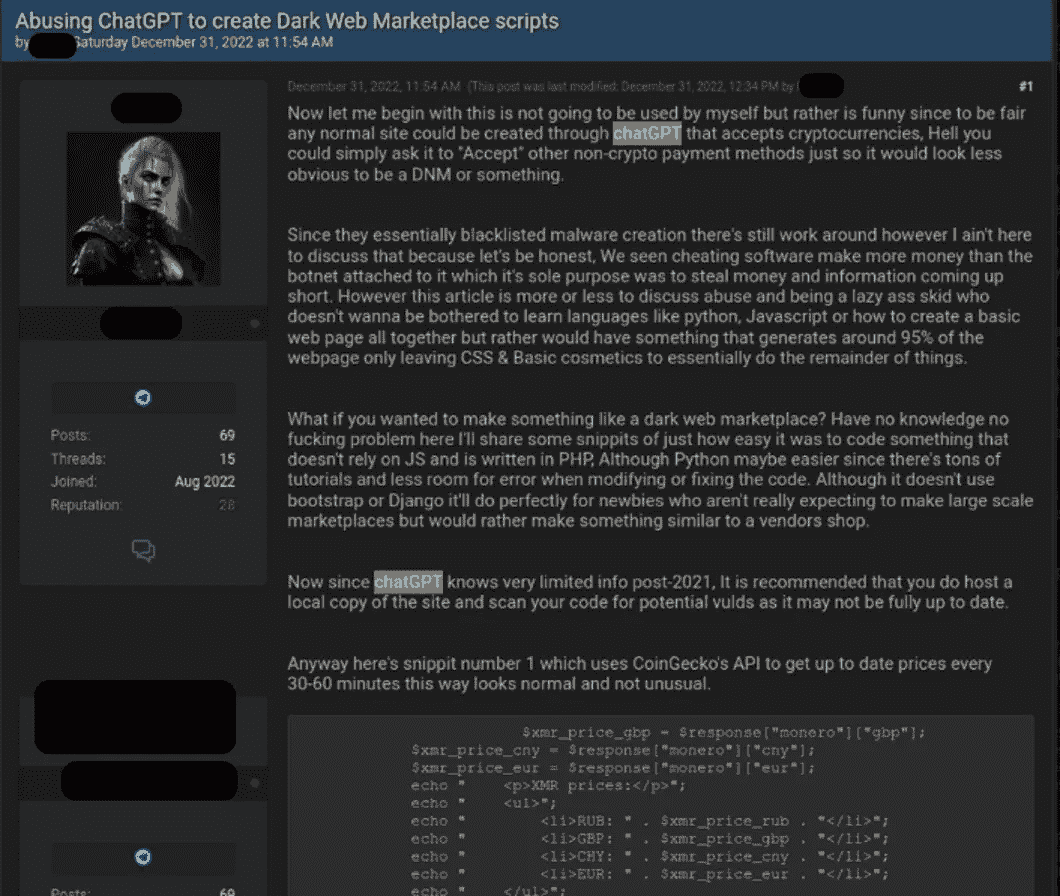 Abusing ChatGPT to create Dark Web Marketplace scripts
by Saturday December 31, 2022 at 11:54 AM
December 31, 2022, 11:54 AM (This post was last modified: December 31, 2022, 12:34 PM by
#1
Now let me begin with this is not going to be used by myself but rather is funny since to be fair
any normal site could be created through chatGPT that accepts cryptocurrencies, Hell you
could simply ask it to "Accept" other non-crypto payment methods just so it would look less
obvious to be a DNM or something.
Since they essentially blacklisted malware creation there's still work around however I ain't here
to discuss that because let's be honest, We seen cheating software make more money than the
botnet attached to it which it's sole purpose was to steal money and information coming up
short. However this article is more or less to discuss abuse and being a lazy ass skid who
doesn't wanna be bothered to learn languages like python, Javascript or how to create a basic
web page all together but rather would have something that generates around 95% of the
webpage only leaving CSS & Basic cosmetics to essentially do the remainder of things.
Posts: 69
Threads: 15
Joined: Aug 2022
Reputation: 28
What if you wanted to make something like a dark web marketplace? Have no knowledge no
fucking problem here I'll share some snippits of just how easy it was to code something that
doesn't rely on JS and is written in PHP, Although Python maybe easier since there's tons of
tutorials and less room for error when modifying or fixing the code. Although it doesn't use
bootstrap or Django it'll do perfectly for newbies who aren't really expecting to make large scale
marketplaces but would rather make something similar to a vendors shop.
Now since chatGPT knows very limited info post-2021, It is recommended that you do host a
local copy of the site and scan your code for potential vulds as it may not be fully up to date.
Anyway here's snippit number 1 which uses CoinGecko's API to get up to date prices every
30-60 minutes this way looks normal and not unusual.
$xmr_price_gbp = $response["monero"]["gbp"];
$xmr_price_cny = $response["monero"]["cny"];
$xmr_price_eur = $response["monero"]["eur"];
echo " <p>XMR prices:</p>";
echo " <ul>";
echo " <li>RUB: " . $xmr_price_rub . "</li>";
echo " <li>GBP: " . $xmr_price_gbp . "</li>";
echo " <li>CNY: " . $xmr_price_cny . "</li>";
echo " <li>EUR: " . $xmr_price_eur . "</li>";
echo " </ul>";
Posts: 69